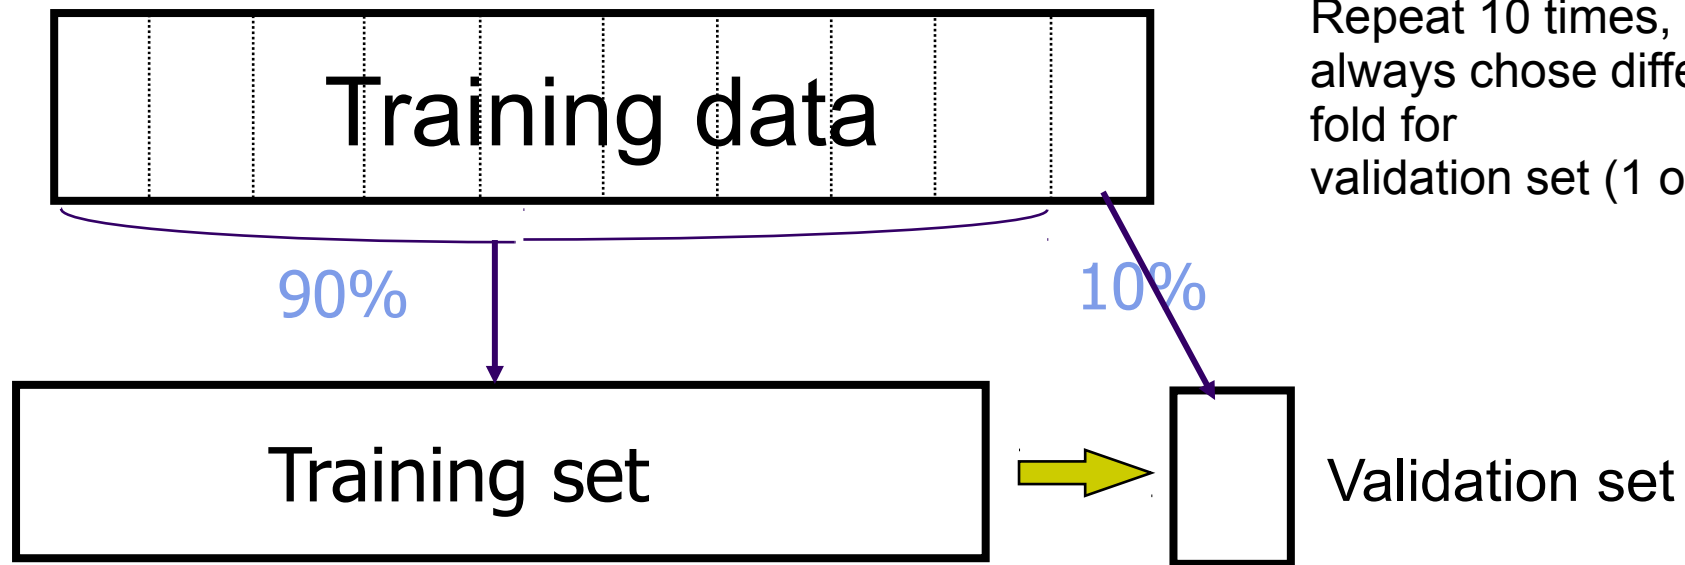 Repeat 10 times,
always chose
fold for
validation set (1
Training data
90%
10%
Training set
Validation set